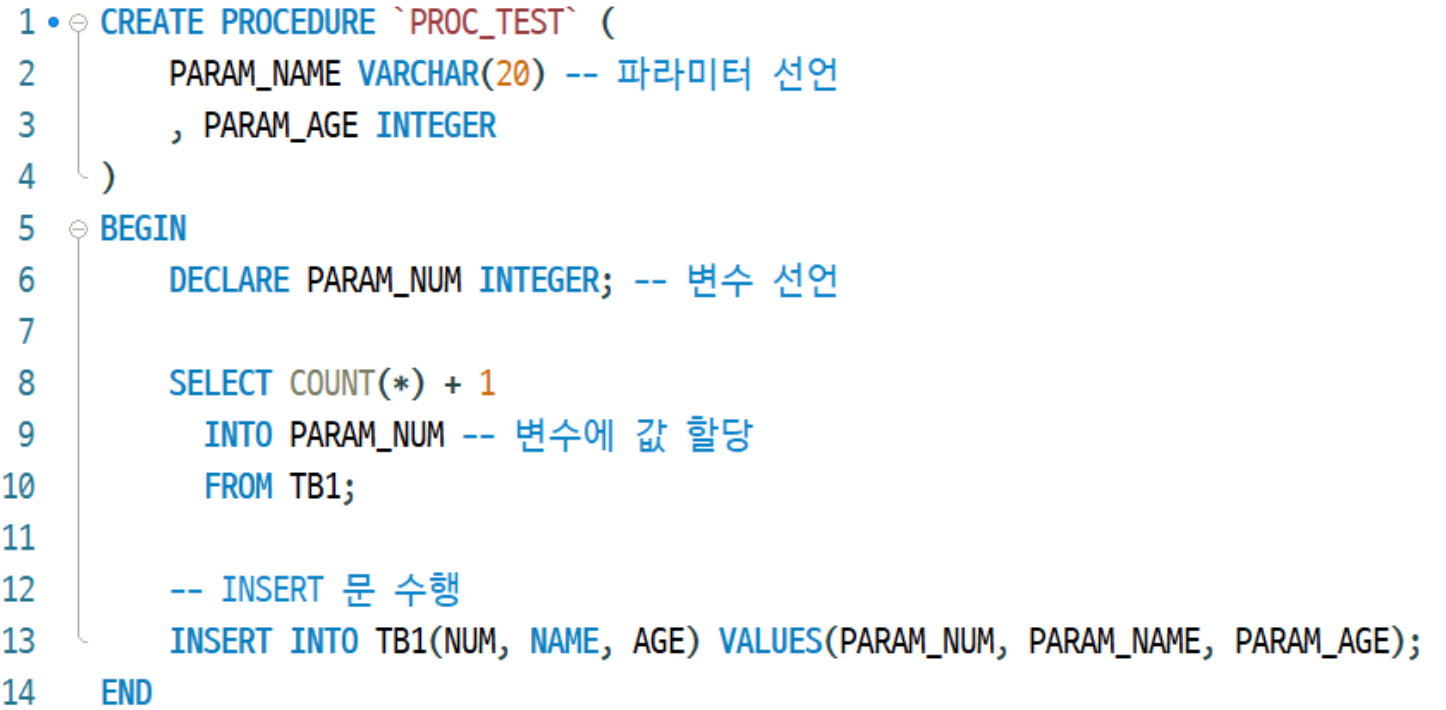 1 CREATE PROCEDURE `PROC_TEST` (
2 PARAM_NAME VARCHAR(20) -- 파라미터 선언
3 , PARAM_AGE INTEGER
4 )
5 BEGIN
6 DECLARE PARAM_NUM INTEGER; -- 변수 선언
7
8 SELECT COUNT(*) + 1
9 INTO PARAM_NUM -- 변수에 값 할당
10 FROM TB1;
11
12 -- INSERT 문 수행
13 INSERT INTO TB1(NUM, NAME, AGE) VALUES(PARAM_NUM, PARAM_NAME, PARAM_AGE);
14 END